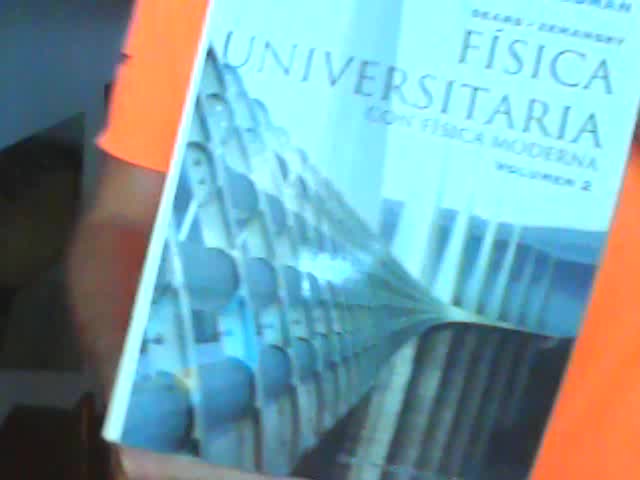 SEARS · ZEMANSKY
FÍSICA
UNIVERSITARIA
CON FÍSICA MODERNA
VOLUMEN 2